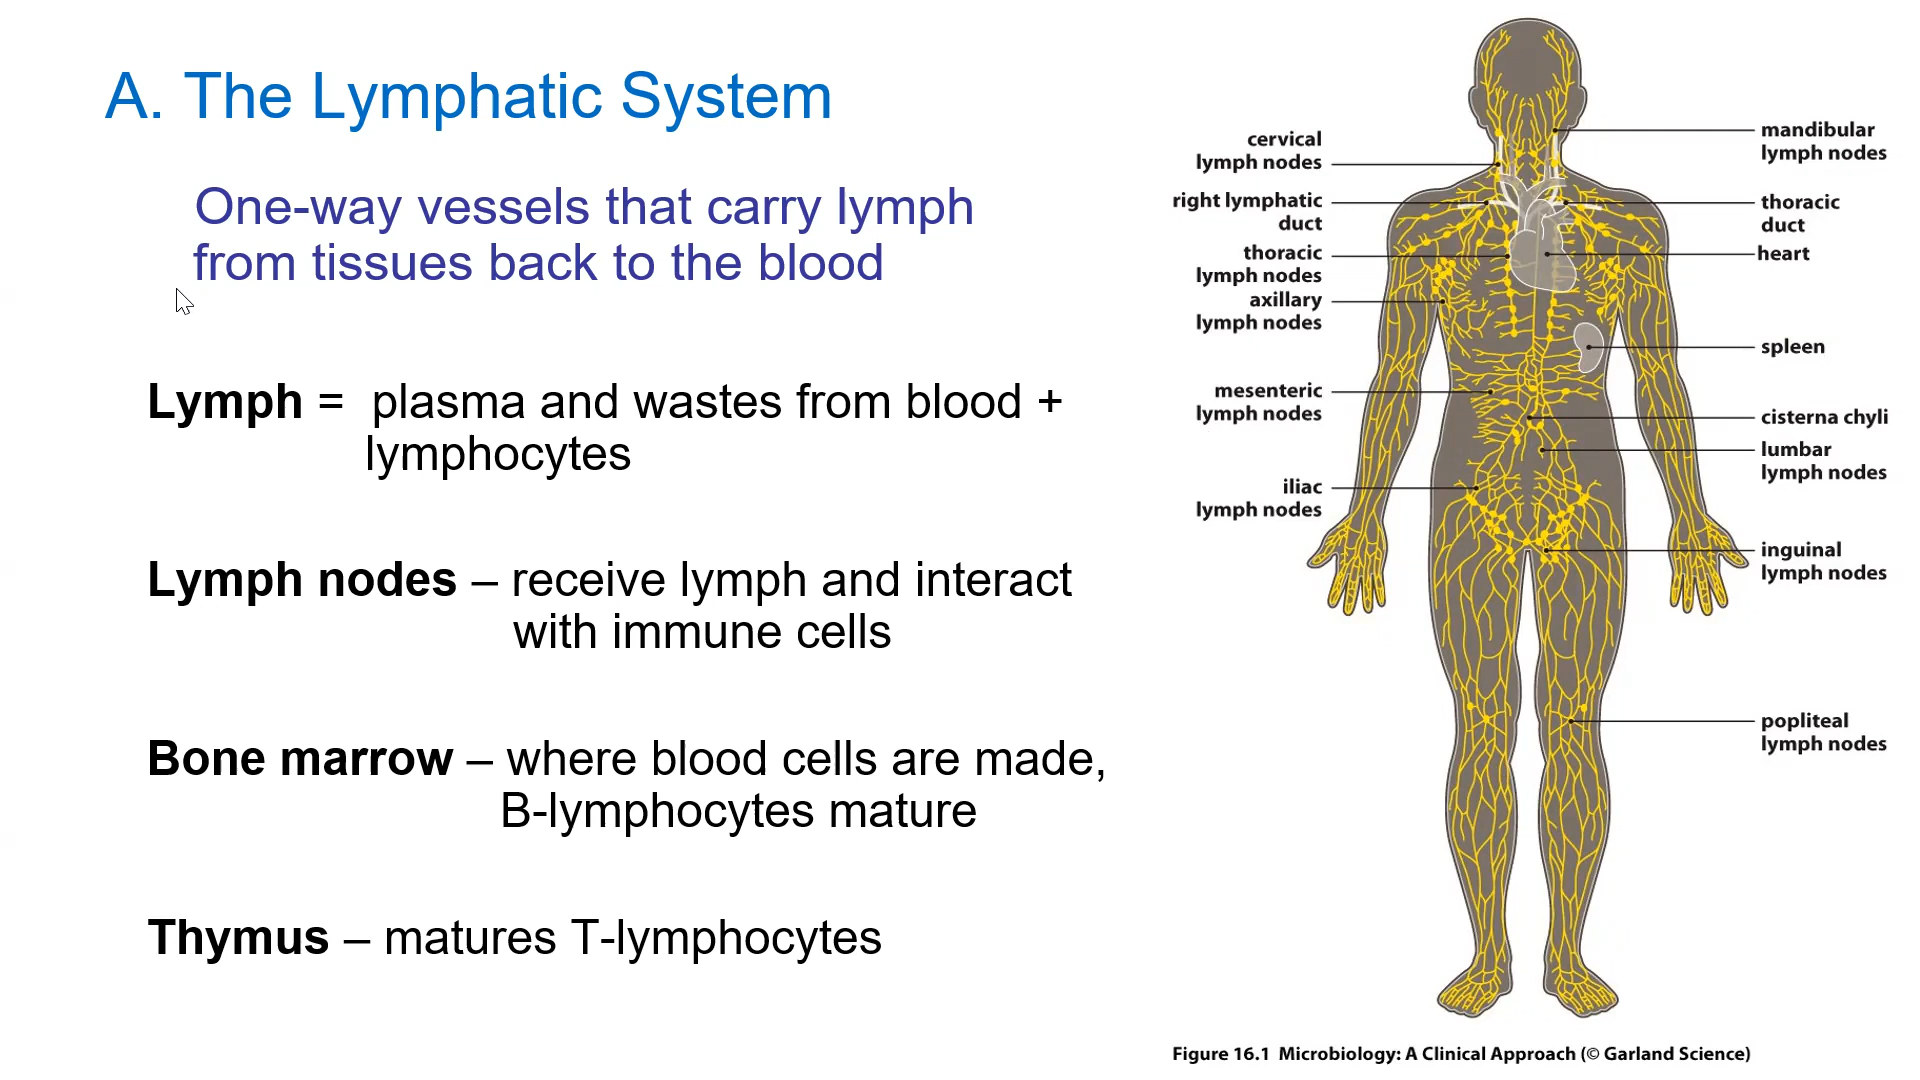 A. The Lymphatic System
One-way vessels that carry lymph
from tissues back to the blood
Lymph = plasma and wastes from blood +
lymphocytes
Lymph nodes – receive lymph and interact
with immune cells
Bone marrow – where blood cells are made,
B-lymphocytes mature
Thymus – matures T-lymphocytes
cervical
lymph nodes
right lymphatic
duct
thoracic
lymph nodes
axillary
lymph nodes
mesenteric
lymph nodes
iliac
lymph nodes
mandibular
lymph nodes
thoracic
duct
heart
spleen
cisterna chyli
lumbar
lymph nodes
inguinal
lymph nodes
popliteal
lymph nodes
Figure 16.1 Microbiology: A Clinical Approach (© Garland Science)